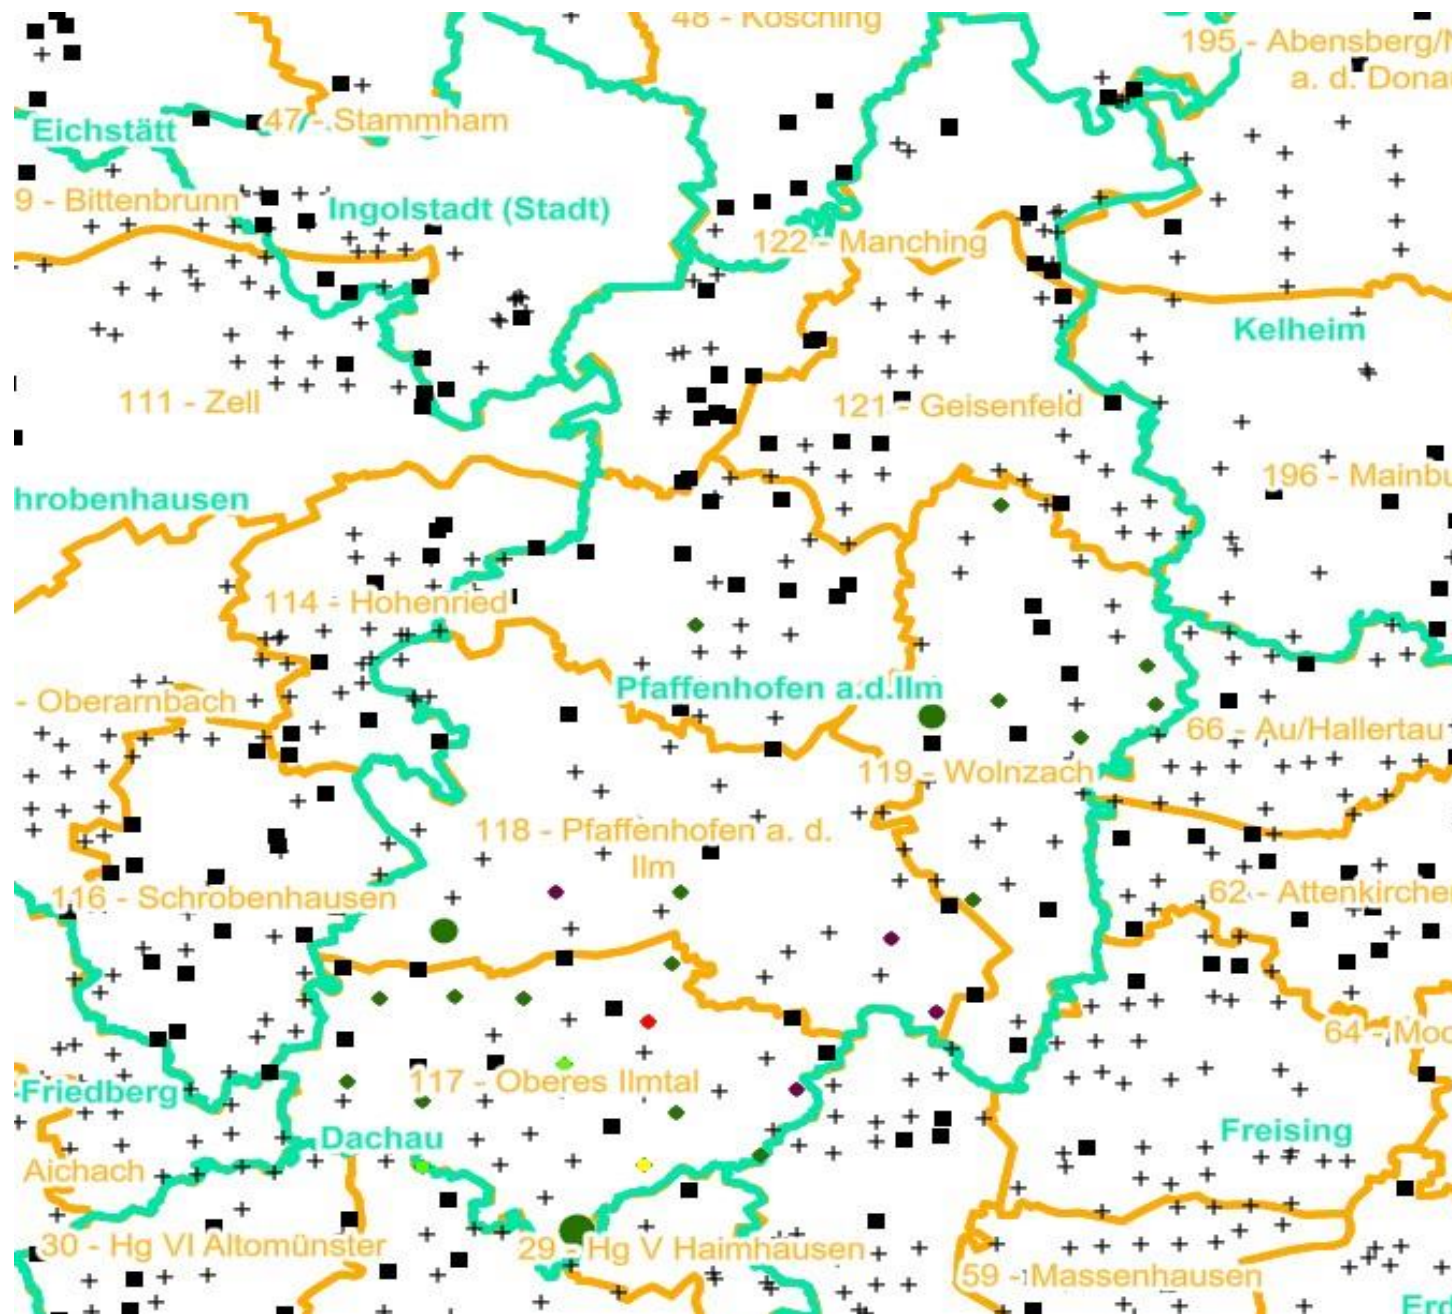 48 - Kösching
195 - Abensberg/N
a. d. Donau
47 - Stammham
Eichstätt
9 - Bittenbrunn
Ingolstadt (Stadt)
122 - Manching
Kelheim
111 - Zell
121 - Geisenfeld
196 - Mainbu
hrobenhausen
114 - Hohenried
- Oberarnbach
Pfaffenhofen a.d.Ilm
66 - Au/Hallertau
119 - Wolnzach
118 - Pfaffenhofen a. d.
Ilm
116 - Schrobenhausen
62 - Attenkirchen
64 - Moo
117 - Oberes Ilmtal
Friedberg
Dachau
Freising
Aichach
30 - Hg VI Altomünster
29 - Hg V Haimhausen
59 - Massenhausen
Erd